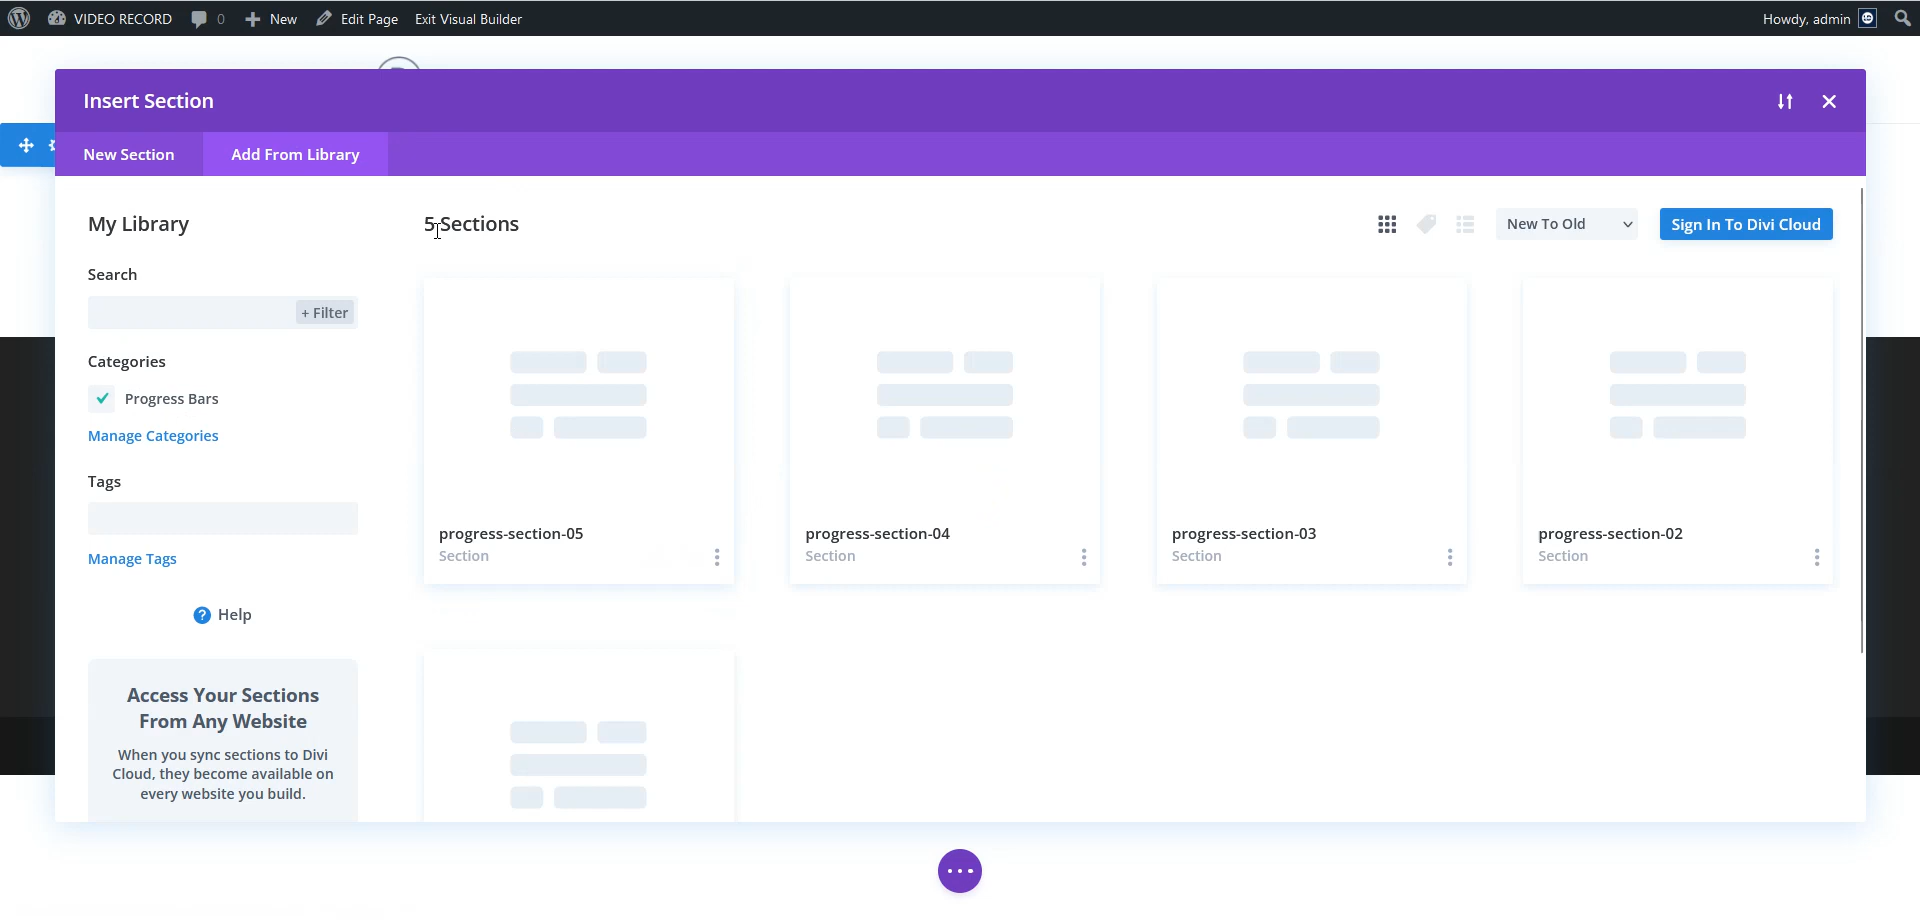 VIDEO RECORD 0 New Edit Page Exit Visual Builder Howdy, admin
Insert Section
New Section Add From Library
My Library
5 Sections
New To Old
Sign In To Divi Cloud
Search
+ Filter
Categories
Progress Bars
Manage Categories
Tags
Manage Tags
Help
Access Your Sections
From Any Website
When you sync sections to Divi
Cloud, they become available on
every website you build.
progress-section-05
Section
progress-section-04
Section
progress-section-03
Section
progress-section-02
Section